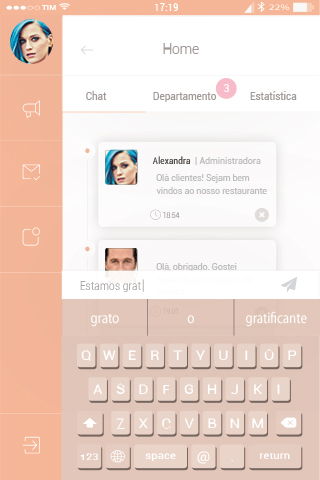 TIM 17:19 22%
Home
Chat Departamento 3 Estatística
Alexandra | Administradora
Olá clientes! Sejam bem
vindos ao nosso restaurante
18:54
Olá, obrigado. Gostei
Estamos grat
grato o gratificante
Q W E R T Y U I O P
A S D F G H J K I
Z X C V B N M
123 space @ . return